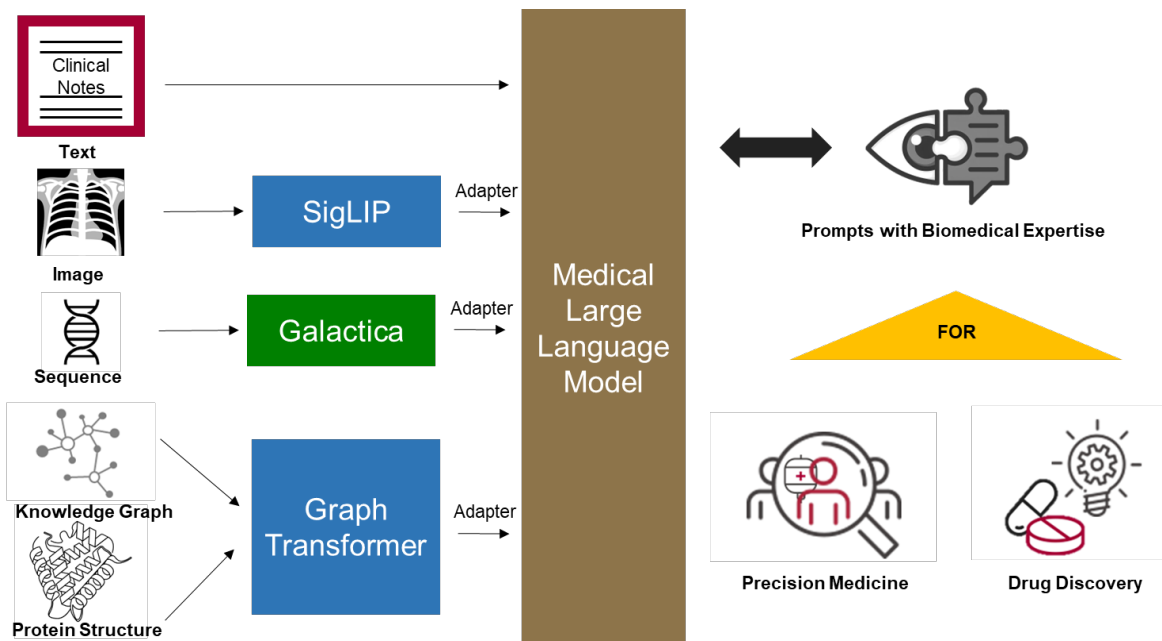 Clinical
Notes
Text
Image
SigLIP
Adapter
Sequence
Galactica
Adapter
Knowledge Graph
Protein Structure
Graph
Transformer
Adapter
Medical
Large
Language
Model
Prompts with Biomedical Expertise
FOR
Precision Medicine
Drug Discovery